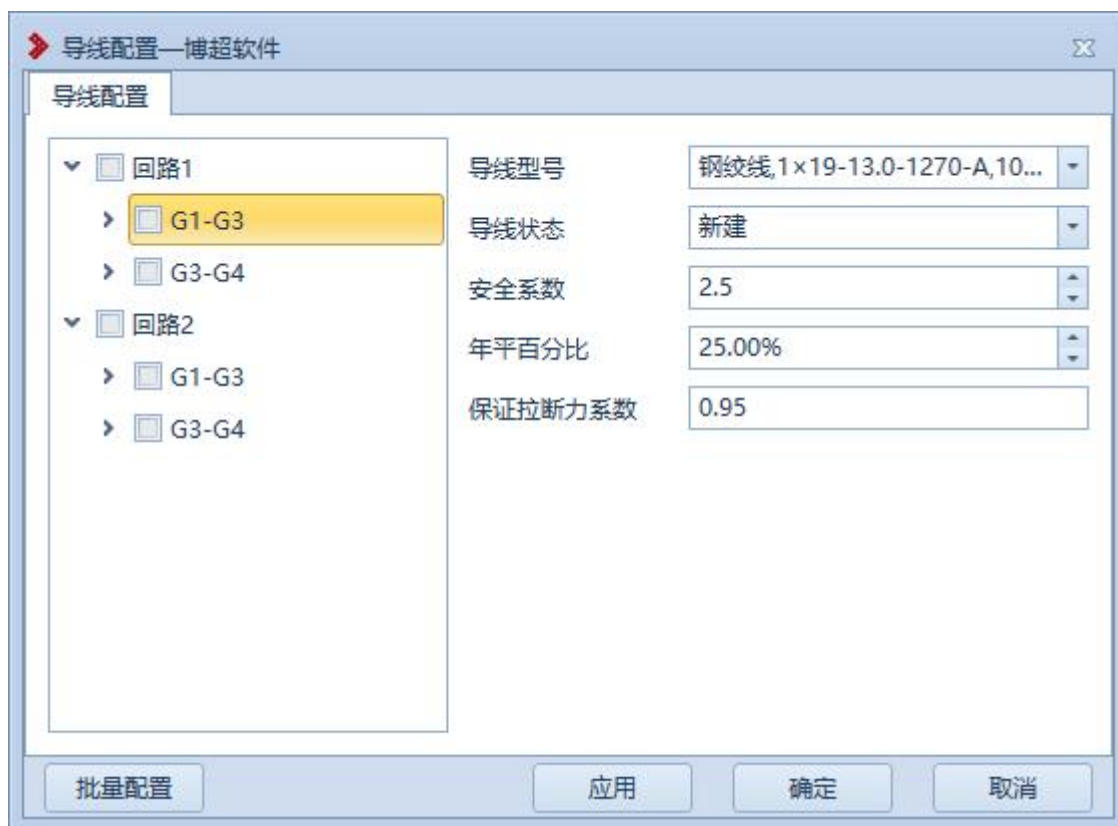 导线配置—博超软件
导线配置
回路1
G1-G3
G3-G4
回路2
G1-G3
G3-G4
导线型号
钢绞线,1×19-13.0-1270-A,10...
导线状态
新建
安全系数
2.5
年平百分比
25.00%
保证拉断力系数
0.95
批量配置
应用
确定
取消